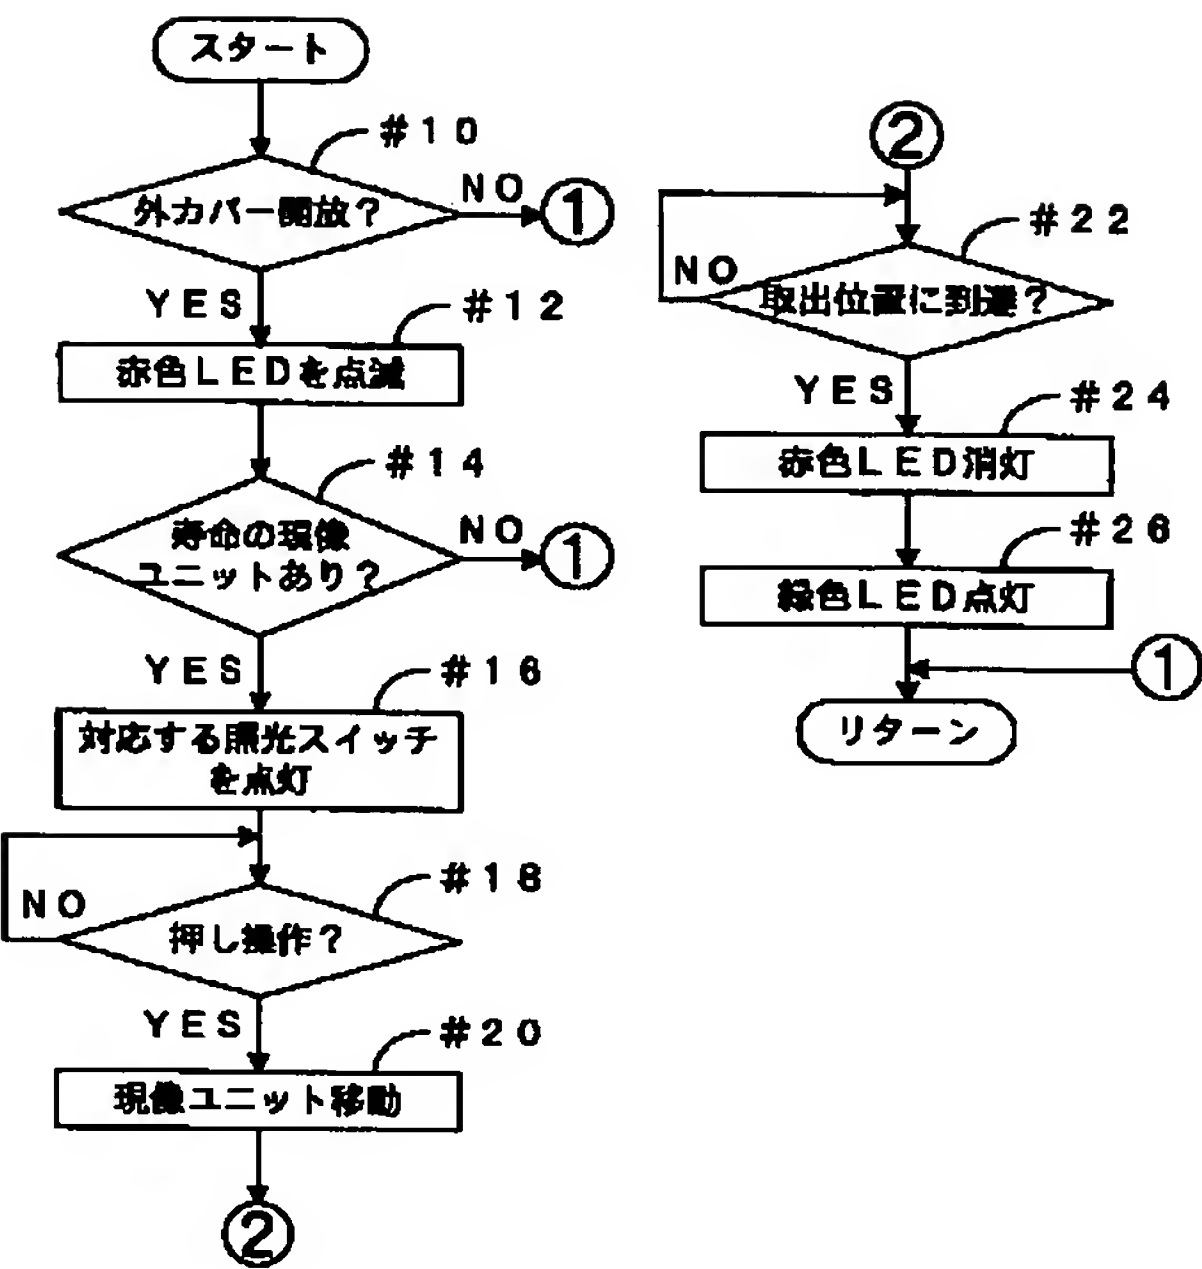 スタート
#10
外カバー開放?
NO
①
YES
#12
赤色LEDを点滅
#14
寿命の現像
ユニットあり?
NO
①
YES
#16
対応する照光スイッチ
を点灯
#18
NO
押し操作?
YES
#20
現像ユニット移動
②
②
#22
NO
取出位置に到達?
YES
#24
赤色LED消灯
#26
緑色LED点灯
①
リターン